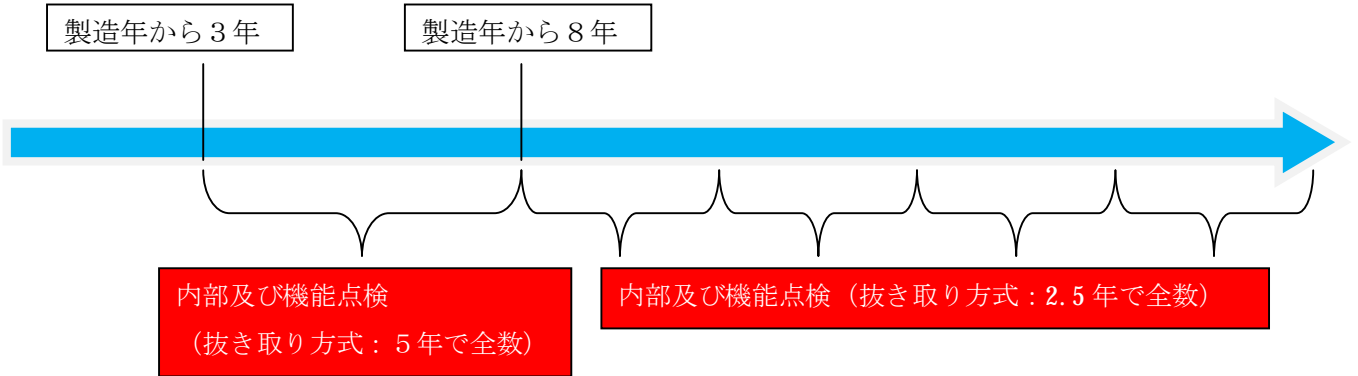 製造年から３年
製造年から８年
内部及び機能点検
（抜き取り方式：５年で全数）
内部及び機能点検（抜き取り方式：2.5 年で全数）